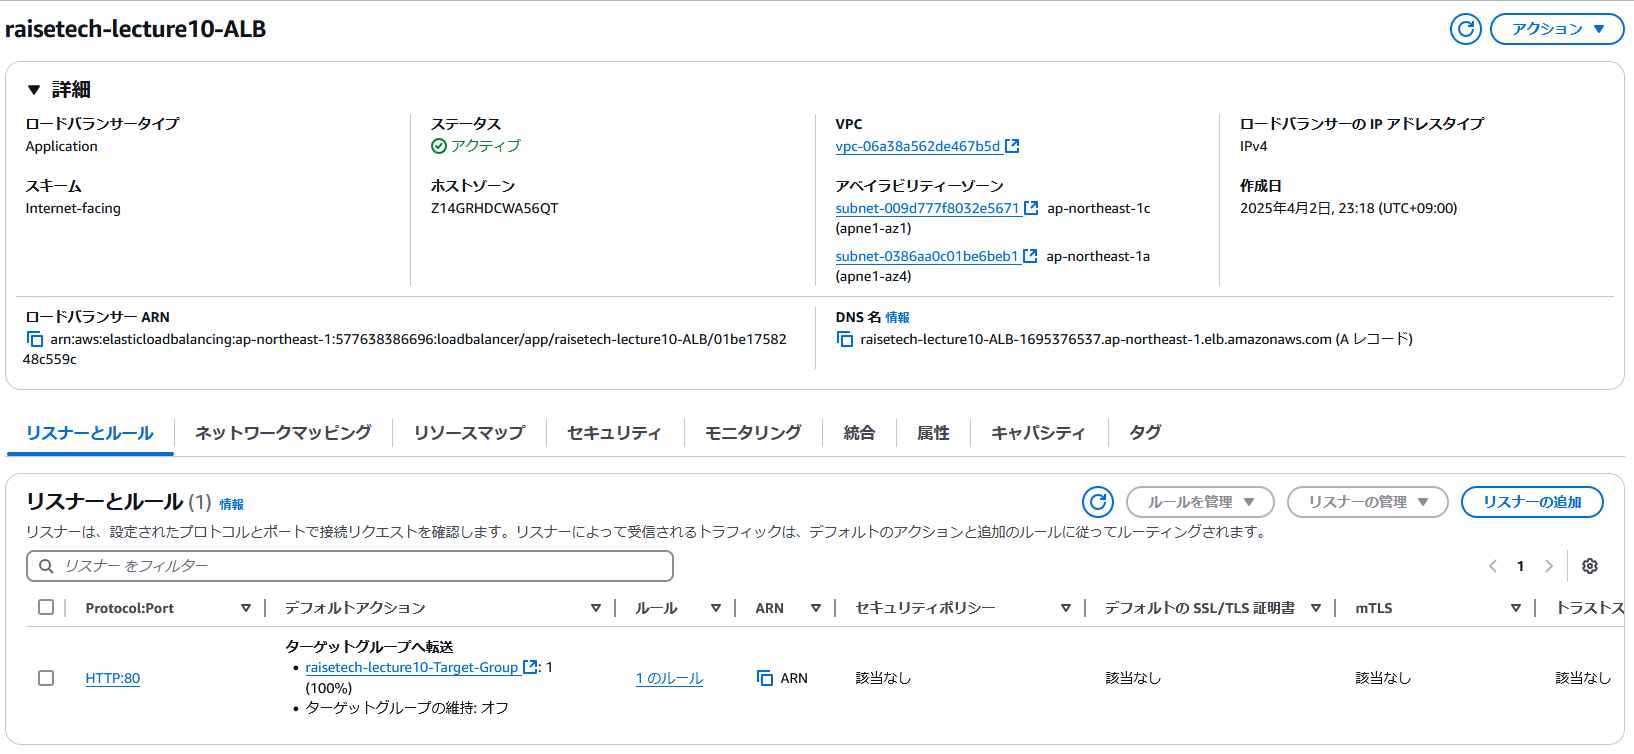 raisetech-lecture10-ALB
アクション
詳細
ロードバランサータイプ
Application
ステータス
アクティブ
VPC
vpc-06a38a562de467b5d
ロードバランサーの IP アドレスタイプ
IPv4
スキーム
Internet-facing
ホストゾーン
Z14GRHDCWA56QT
アベイラビリティーゾーン
subnet-009d777f8032e5671 ap-northeast-1c
(apne1-az1)
subnet-0386aa0c01be6beb1 ap-northeast-1a
(apne1-az4)
作成日
2025年4月2日, 23:18 (UTC+09:00)
ロードバランサー ARN
arn:aws:elasticloadbalancing:ap-northeast-1:577638386696:loadbalancer/app/raisetech-lecture10-ALB/01be17582
48c559c
DNS 名 情報
raisetech-lecture10-ALB-1695376537.ap-northeast-1.elb.amazonaws.com (A レコード)
リスナーとルール ネットワークマッピング リソースマップ セキュリティ モニタリング 統合 属性 キャパシティ タグ
リスナーとルール (1) 情報
ルールを管理 リスナーの管理 リスナーの追加
リスナーは、設定されたプロトコルとポートで接続リクエストを確認します。リスナーによって受信されるトラフィックは、デフォルトのアクションと追加のルールに従ってルーティングされます。
リスナー をフィルター
1
Protocol:Port デフォルトアクション ルール ARN セキュリティポリシー デフォルトの SSL/TLS 証明書 mTLS トラストス
HTTP:80
ターゲットグループへ転送
• raisetech-lecture10-Target-Group : 1
(100%)
• ターゲットグループの維持: オフ
1 のルール
ARN
該当なし
該当なし
該当なし
該当なし